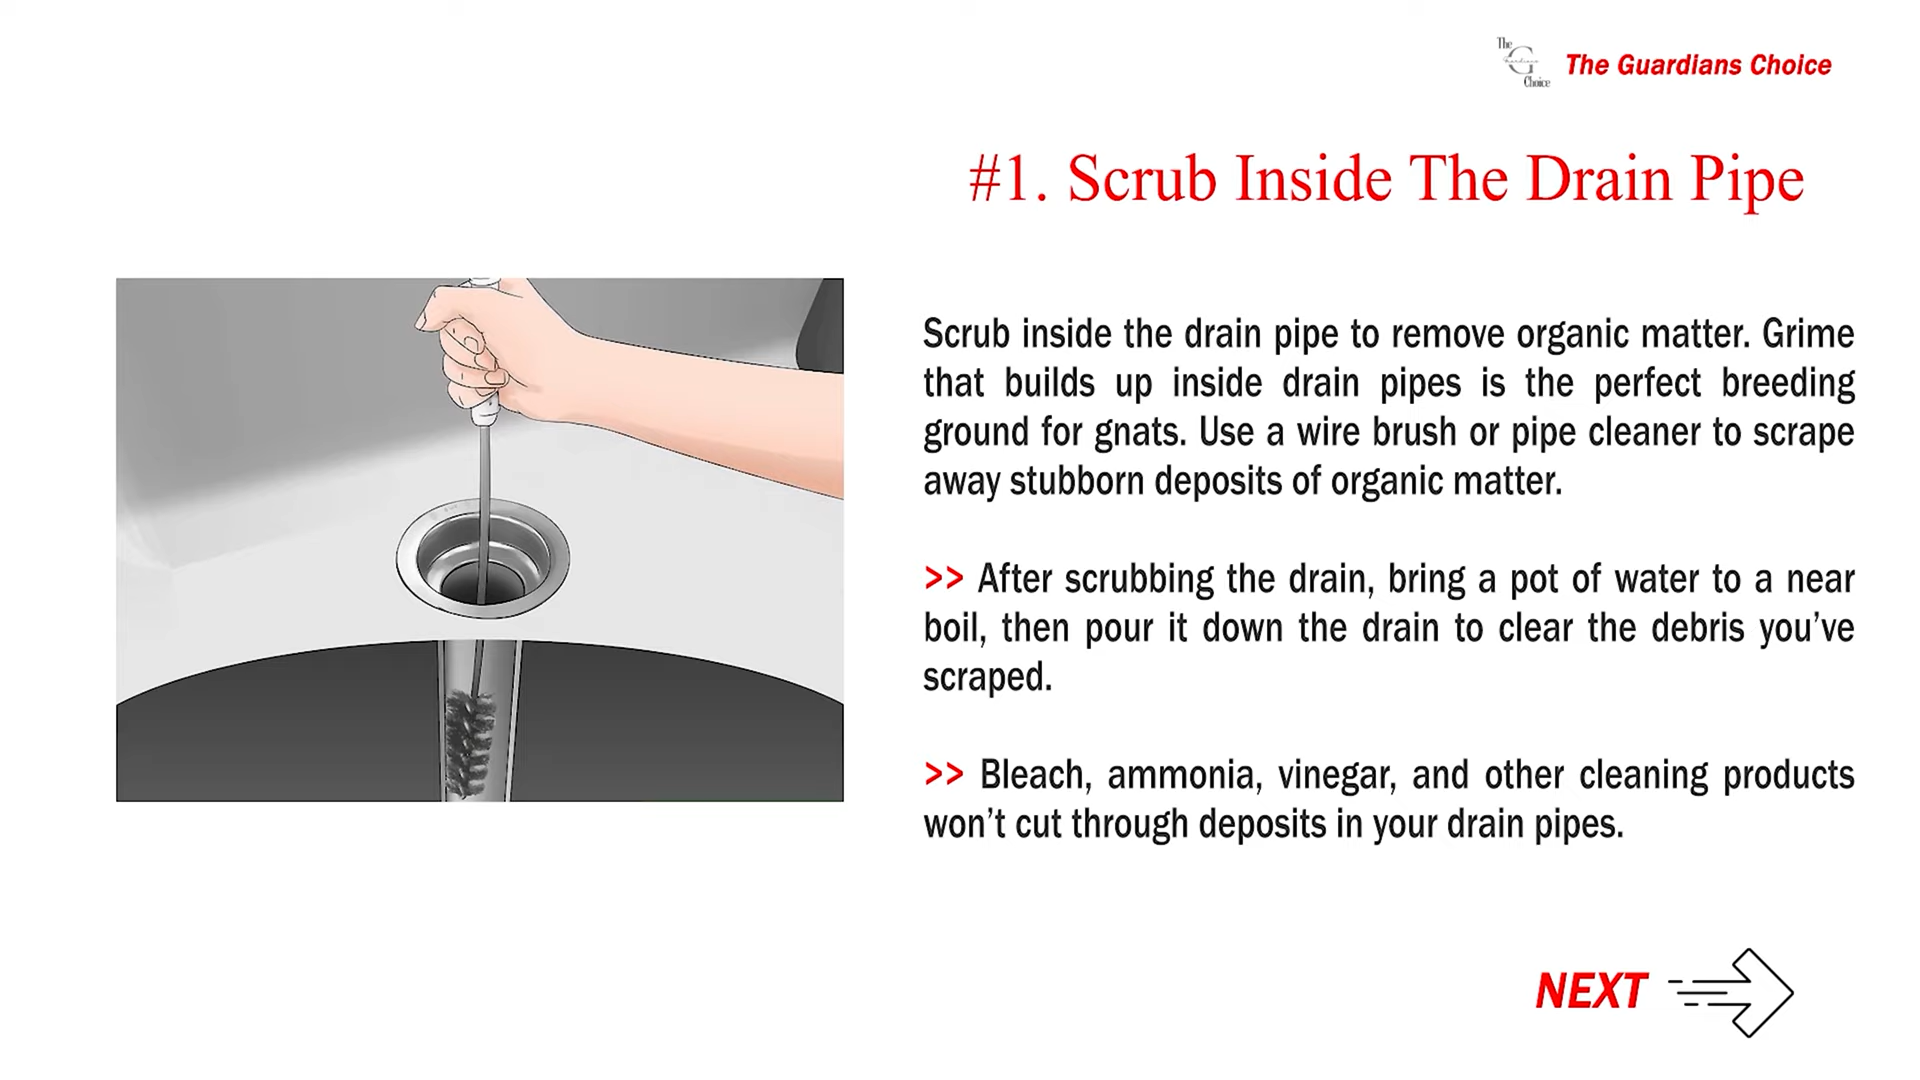 The
G
Choice
The Guardians Choice
#1. Scrub Inside The Drain Pipe
Scrub inside the drain pipe to remove organic matter. Grime
that builds up inside drain pipes is the perfect breeding
ground for gnats. Use a wire brush or pipe cleaner to scrape
away stubborn deposits of organic matter.
>> After scrubbing the drain, bring a pot of water to a near
boil, then pour it down the drain to clear the debris you’ve
scraped.
>> Bleach, ammonia, vinegar, and other cleaning products
won’t cut through deposits in your drain pipes.
NEXT